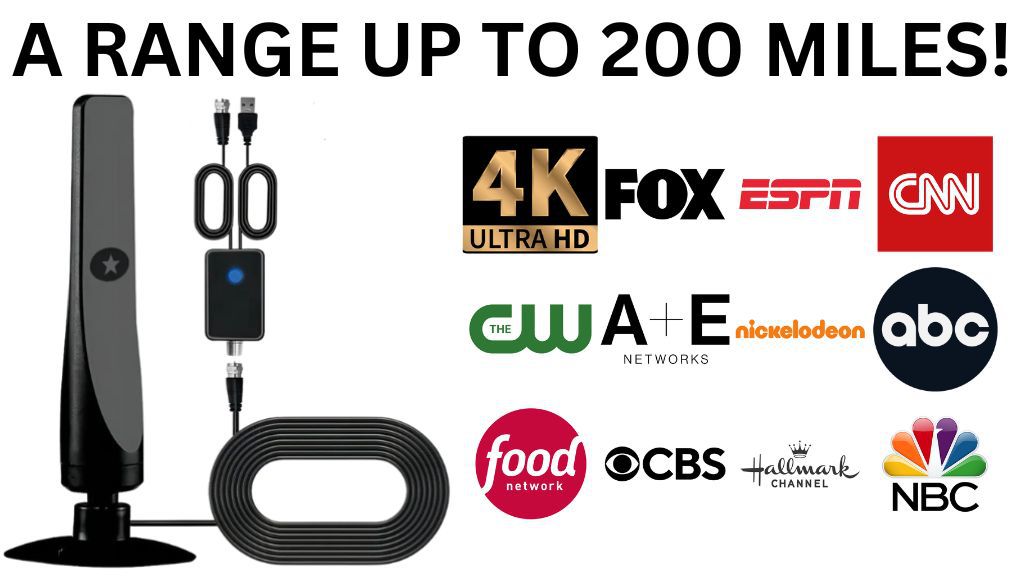 A RANGE UP TO 200 MILES!
4K
ULTRA HD
FOX
ESPN
CNN
THE CW
A+E
NETWORKS
nickelodeon
abc
food
network
CBS
Hallmark
CHANNEL
NBC